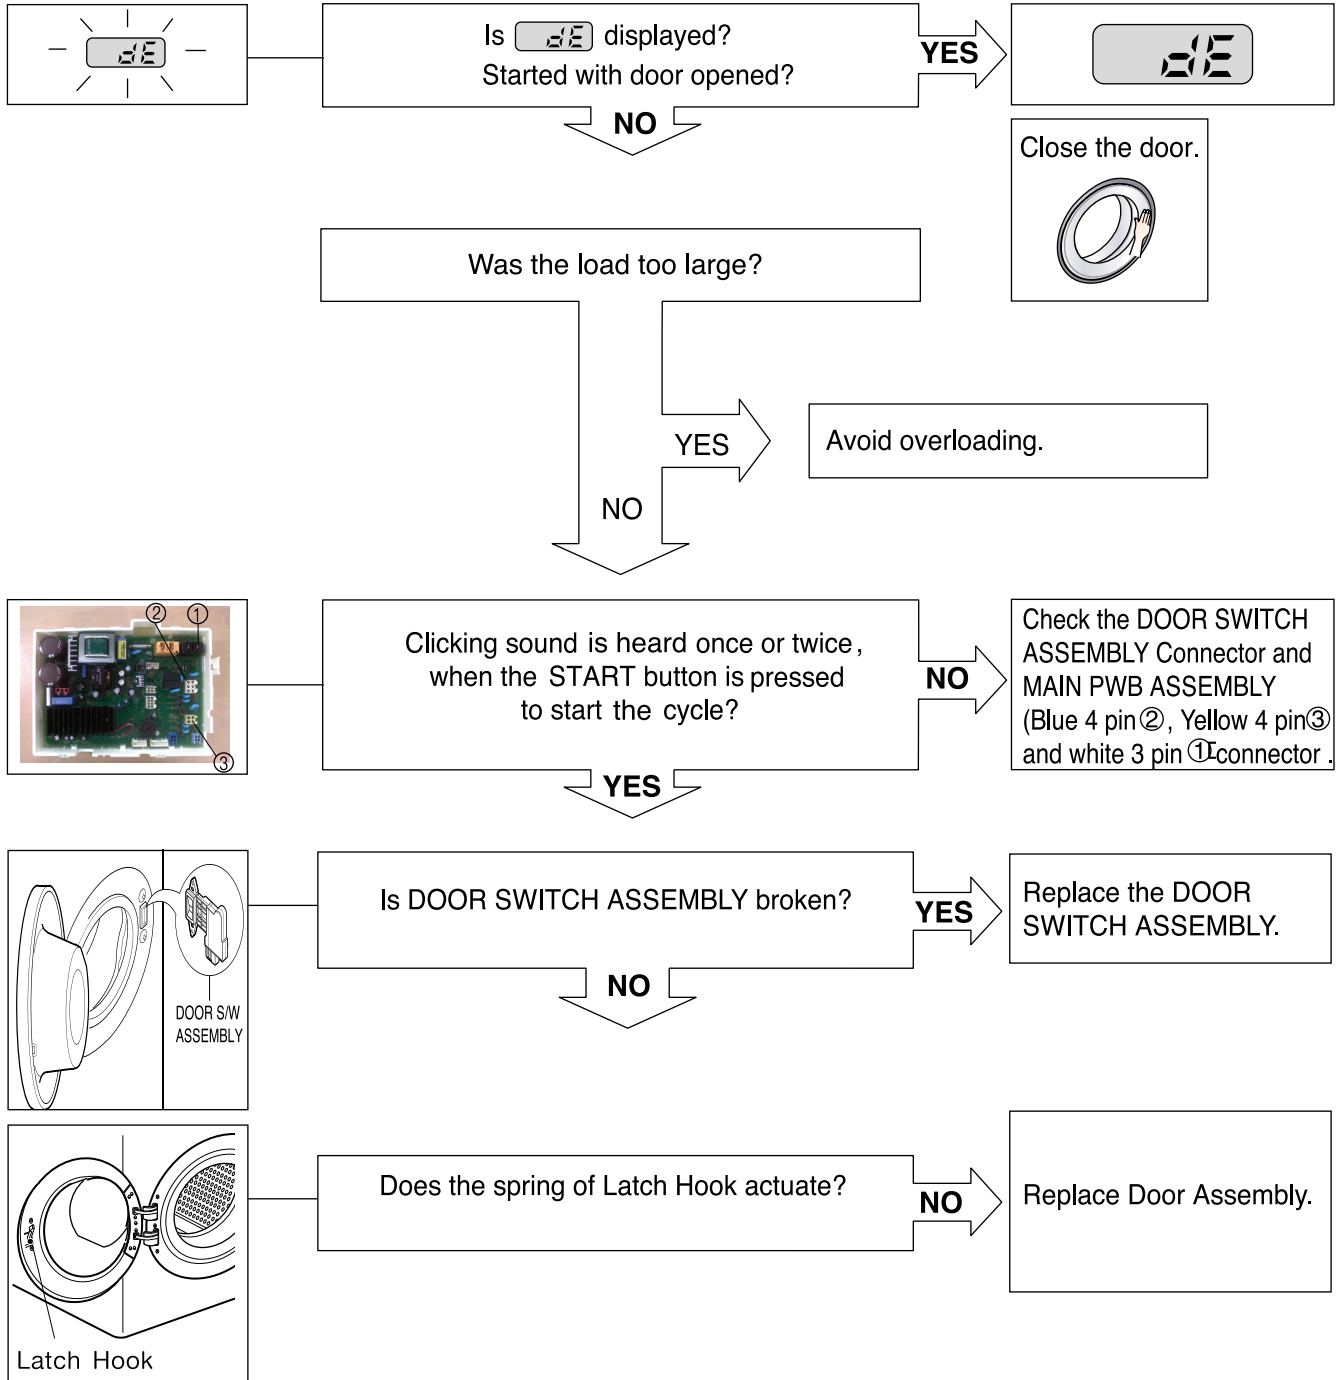 dE
Is dE displayed?
Started with door opened?
YES
dE
NO
Close the door.
Was the load too large?
YES
Avoid overloading.
NO
② ①
③
Clicking sound is heard once or twice,
when the START button is pressed
to start the cycle?
NO
Check the DOOR SWITCH
ASSEMBLY Connector and
MAIN PWB ASSEMBLY
(Blue 4 pin②, Yellow 4 pin③
and white 3 pin ① connector .
YES
DOOR S/W
ASSEMBLY
Is DOOR SWITCH ASSEMBLY broken?
YES
Replace the DOOR
SWITCH ASSEMBLY.
NO
Latch Hook
Does the spring of Latch Hook actuate?
NO
Replace Door Assembly.